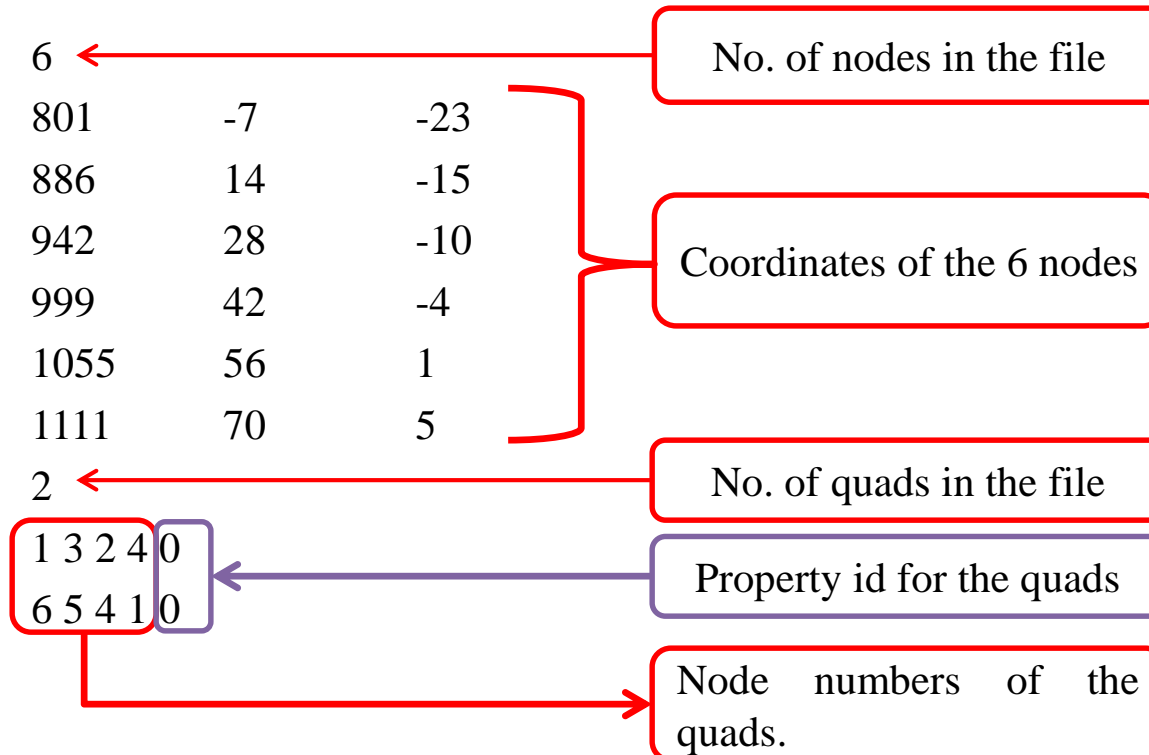 6
No. of nodes in the file
801 -7 -23
886 14 -15
942 28 -10
999 42 -4
1055 56 1
1111 70 5
Coordinates of the 6 nodes
2
No. of quads in the file
1 3 2 4 0
6 5 4 1 0
Property id for the quads
Node numbers of the
quads.